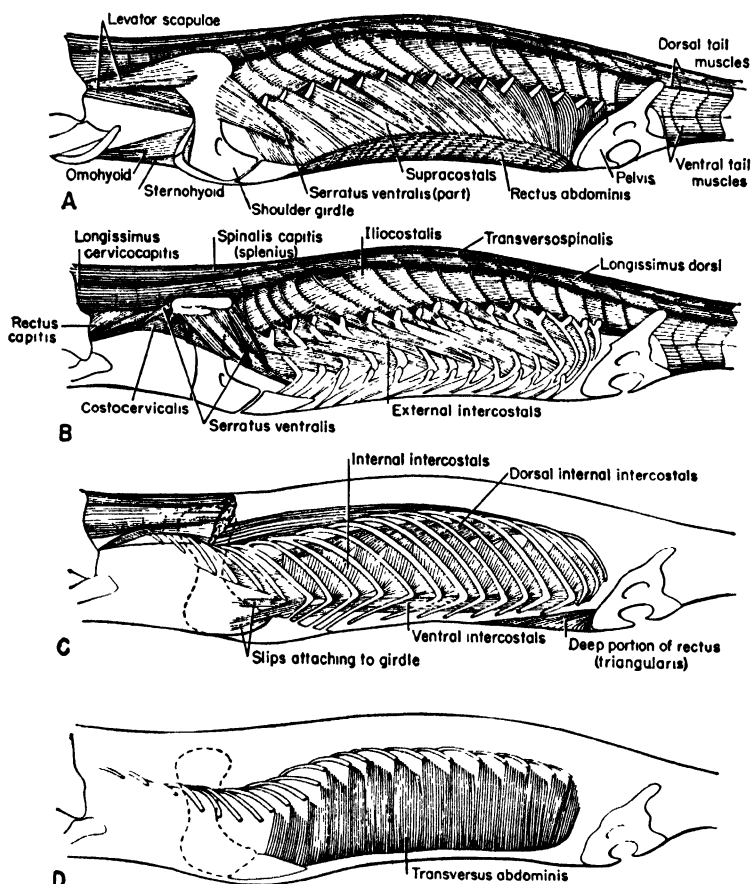 Levator scapulae
Dorsal tail
muscles
Omohyoid
Sternohyoid
Shoulder girdle
Serratus ventralis (part)
Supracostals
Rectus abdominis
Pelvis
Ventral tail
muscles
A
Longissimus
cervicocapitis
Spinalis capitis
(splenius)
Iliocostalis
Transversospinalis
Longissimus dorsi
Rectus
capitis
Costocervicalis
Serratus ventralis
External intercostals
B
Internal intercostals
Dorsal internal intercostals
Ventral intercostals
Slips attaching to girdle
Deep portion of rectus
(triangularis)
C
Transversus abdominis
D